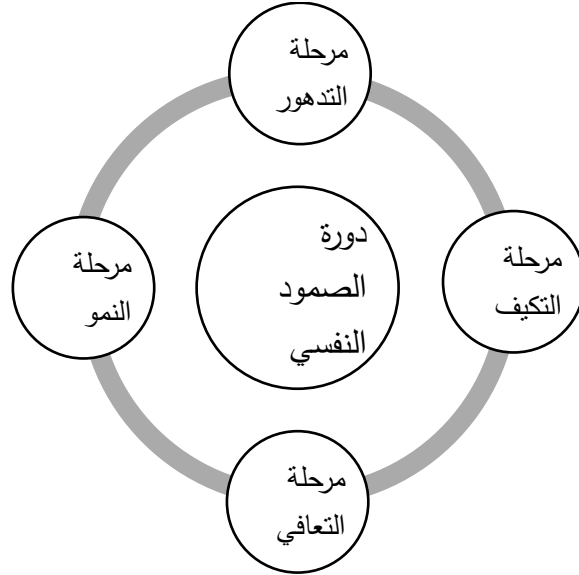 مرحلة
التدهور
دورة
الصمود
النفسي
مرحلة
التكيف
مرحلة
التعافي
مرحلة
النمو